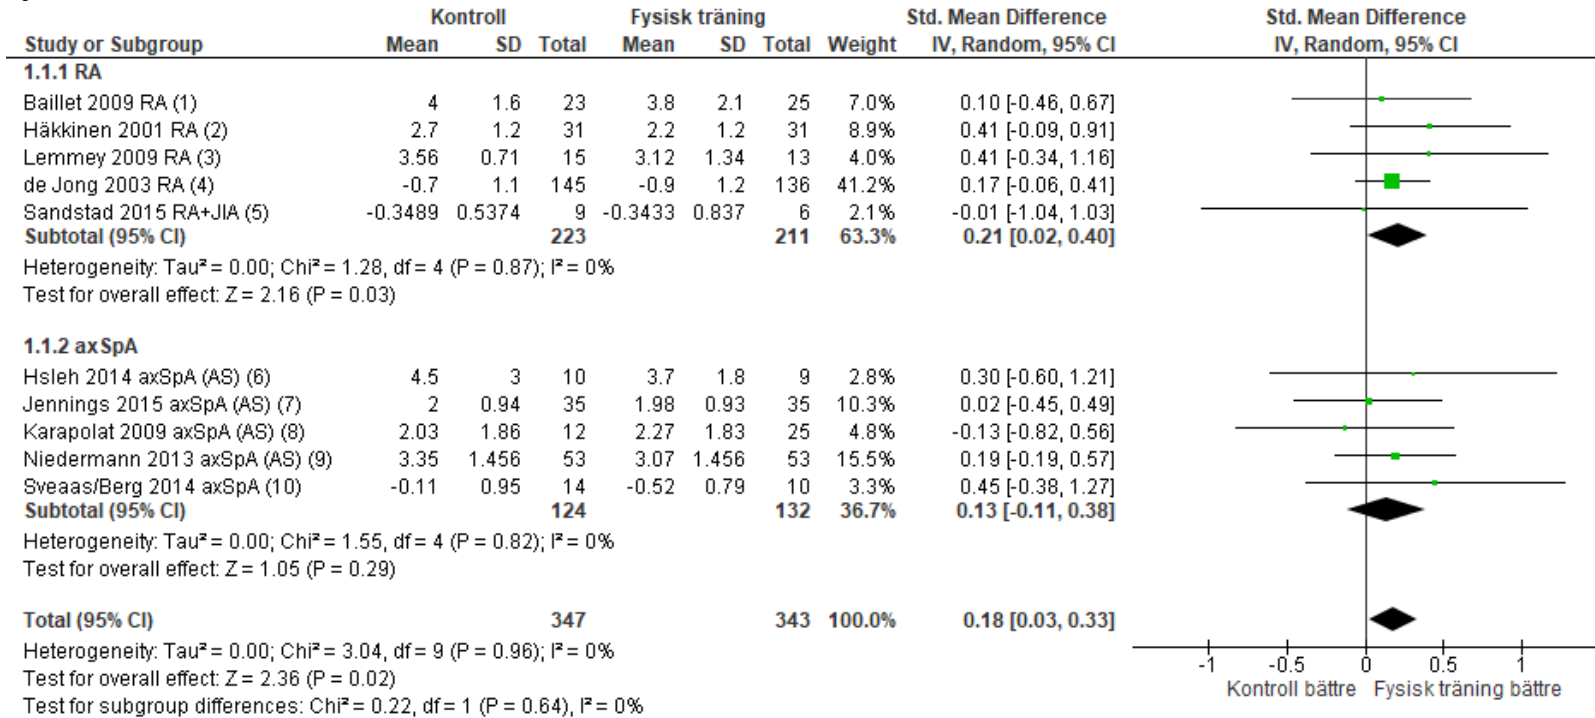 Kontroll Fysisk träning Std. Mean Difference Std. Mean Difference
Study or Subgroup Mean SD Total Mean SD Total Weight IV, Random, 95% CI IV, Random, 95% CI
1.1.1 RA
Baillet 2009 RA (1) 4 1.6 23 3.8 2.1 25 7.0% 0.10 [-0.46, 0.67]
Häkkinen 2001 RA (2) 2.7 1.2 31 2.2 1.2 31 8.9% 0.41 [-0.09, 0.91]
Lemmey 2009 RA (3) 3.56 0.71 15 3.12 1.34 13 4.0% 0.41 [-0.34, 1.16]
de Jong 2003 RA (4) -0.7 1.1 145 -0.9 1.2 136 41.2% 0.17 [-0.06, 0.41]
Sandstad 2015 RA+JIA (5) -0.3489 0.5374 9 -0.3433 0.837 6 2.1% -0.01 [-1.04, 1.03]
Subtotal (95% CI) 223 211 63.3% 0.21 [0.02, 0.40]
Heterogeneity: Tau² = 0.00; Chi² = 1.28, df = 4 (P = 0.87); I² = 0%
Test for overall effect: Z = 2.16 (P = 0.03)
1.1.2 axSpA
Hsleh 2014 axSpA (AS) (6) 4.5 3 10 3.7 1.8 9 2.8% 0.30 [-0.60, 1.21]
Jennings 2015 axSpA (AS) (7) 2 0.94 35 1.98 0.93 35 10.3% 0.02 [-0.45, 0.49]
Karapolat 2009 axSpA (AS) (8) 2.03 1.86 12 2.27 1.83 25 4.8% -0.13 [-0.82, 0.56]
Niedermann 2013 axSpA (AS) (9) 3.35 1.456 53 3.07 1.456 53 15.5% 0.19 [-0.19, 0.57]
Sveaas/Berg 2014 axSpA (10) -0.11 0.95 14 -0.52 0.79 10 3.3% 0.45 [-0.38, 1.27]
Subtotal (95% CI) 124 132 36.7% 0.13 [-0.11, 0.38]
Heterogeneity: Tau² = 0.00; Chi² = 1.55, df = 4 (P = 0.82); I² = 0%
Test for overall effect: Z = 1.05 (P = 0.29)
Total (95% CI) 347 343 100.0% 0.18 [0.03, 0.33]
Heterogeneity: Tau² = 0.00; Chi² = 3.04, df = 9 (P = 0.96); I² = 0%
Test for overall effect: Z = 2.36 (P = 0.02)
Test for subgroup differences: Chi² = 0.22, df = 1 (P = 0.64), I² = 0%
-1 -0.5 0 0.5 1
Kontroll bättre Fysisk träning bättre